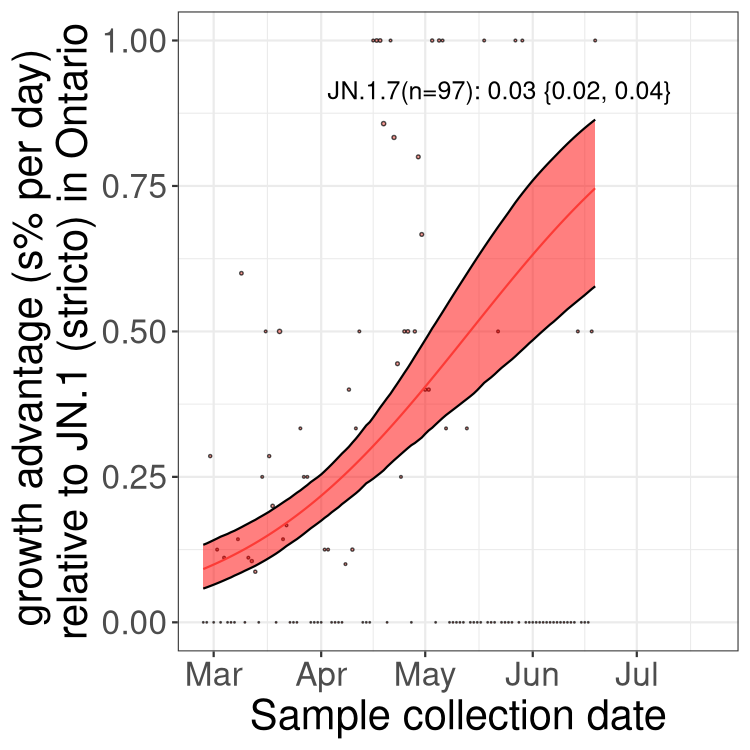 growth advantage (s% per day)
relative to JN.1 (stricto) in Ontario
1.00
0.75
0.50
0.25
0.00
JN.1.7(n=97): 0.03 {0.02, 0.04}
Mar Apr May Jun Jul
Sample collection date